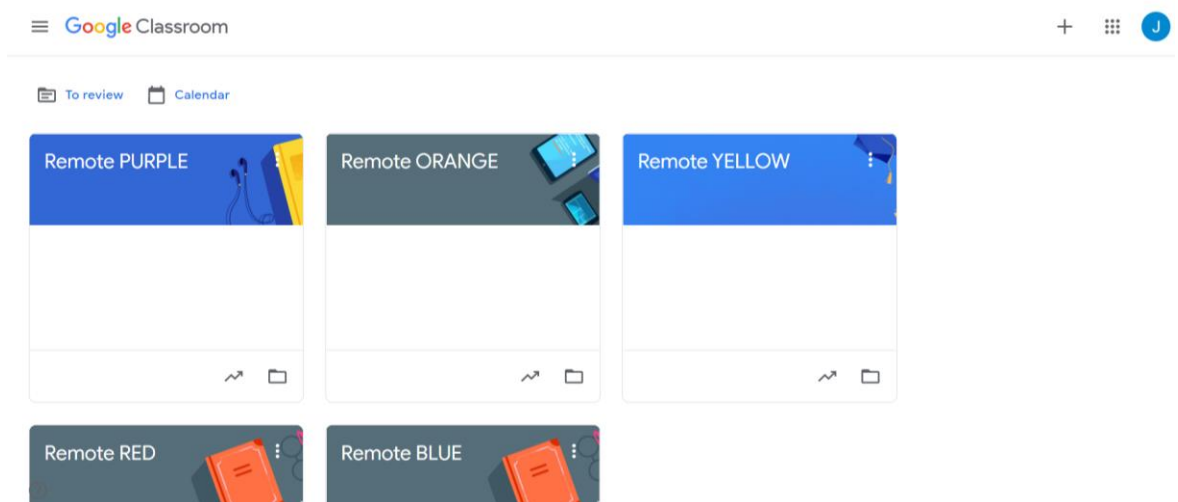 Google Classroom
J
To review
Calendar
Remote PURPLE
Remote ORANGE
Remote YELLOW
Remote RED
Remote BLUE